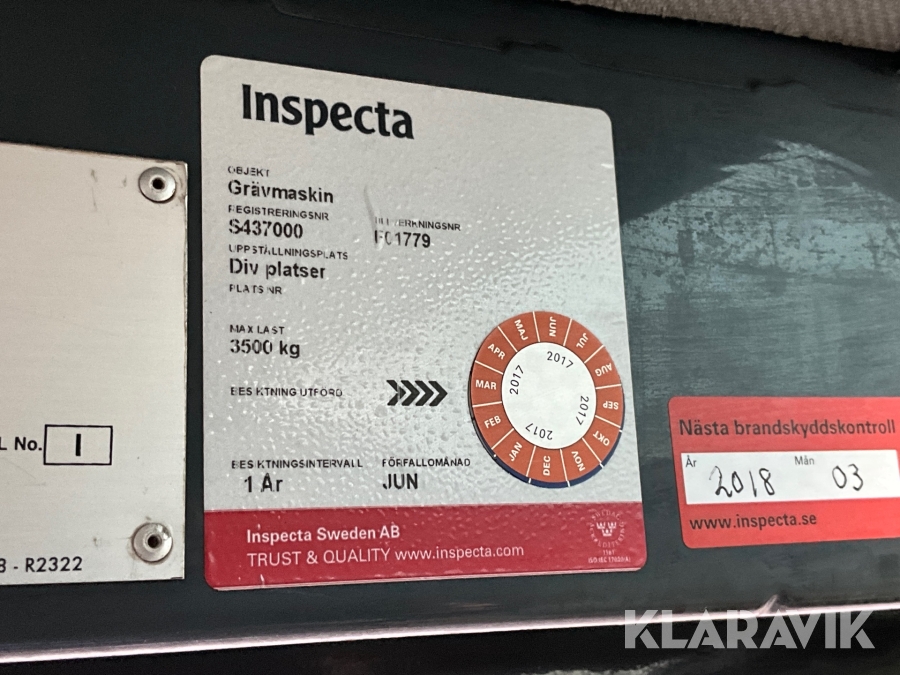 Inspecta
OBJEKT
Grävmaskin
REGISTRERINGSNR
S437000
TILLVERKNINGSNR
F01779
UPPSTÄLLNINGSPLATS
Div platser
PLATS NR
MAX LAST
3500 kg
BESIKTNING UTFÖRD
BESIKTNINGSINTERVALL
1 År
FÖRFALLOMÅNAD
JUN
JAN
FEB
MAR
APR
MAJ
JUN
JUL
AUG
SEP
OKT
NOV
DEC
2017
2017
2017
2017
Inspecta Sweden AB
TRUST & QUALITY www.inspecta.com
L No. 1
3 - R2322
Nästa brandskyddskontroll
År 2018
Mån 03
www.inspecta.se
KLARAVIK